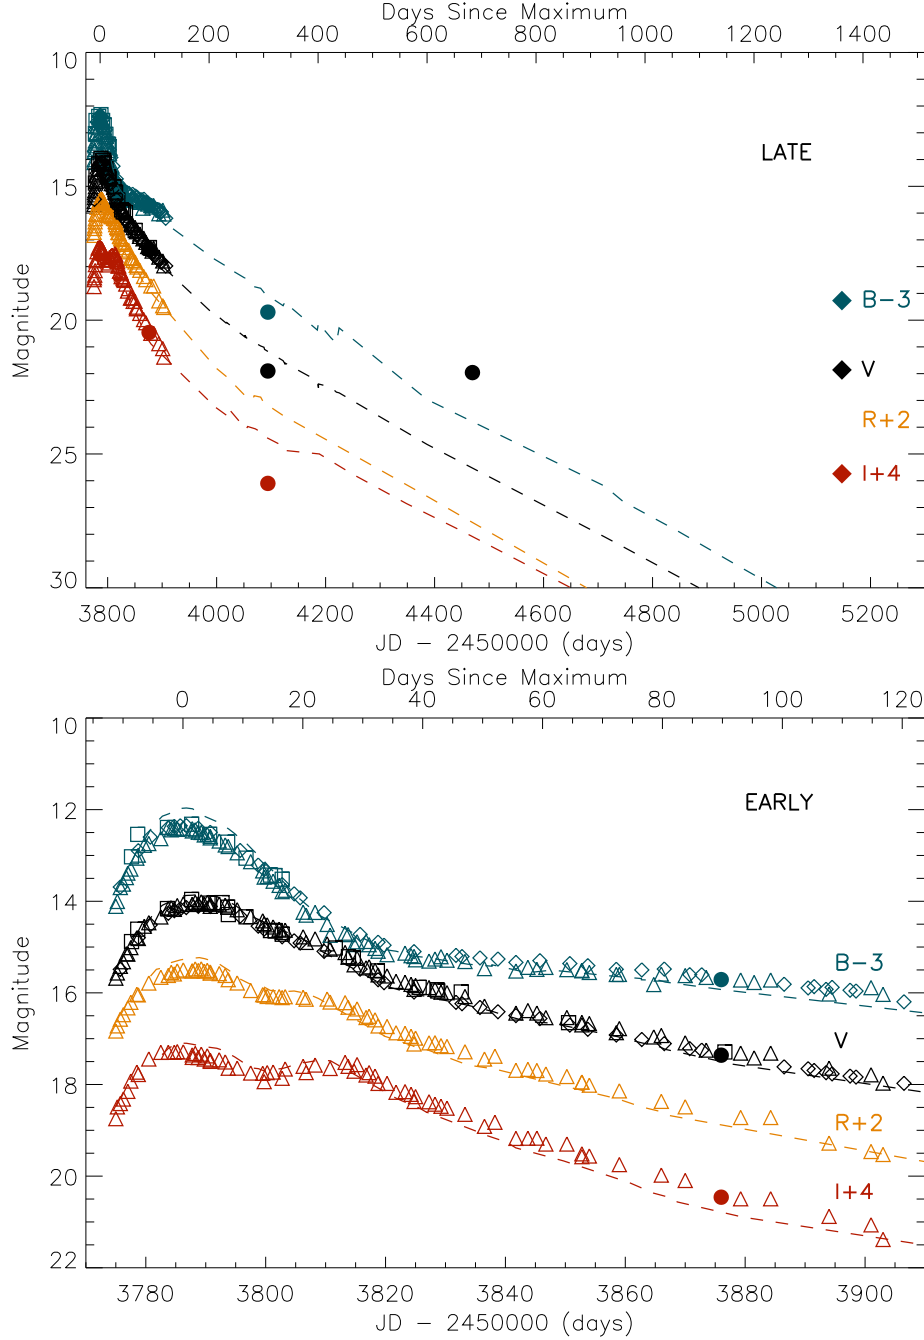 Days Since Maximum
0 200 400 600 800 1000 1200 1400
10
LATE
15
Magnitude
20
B-3
V
R+2
25
I+4
30
3800 4000 4200 4400 4600 4800 5000 5200
JD - 2450000 (days)
Days Since Maximum
0 20 40 60 80 100 120
10
EARLY
12
14
Magnitude
B-3
16
V
18
R+2
I+4
20
22
3780 3800 3820 3840 3860 3880 3900
JD - 2450000 (days)